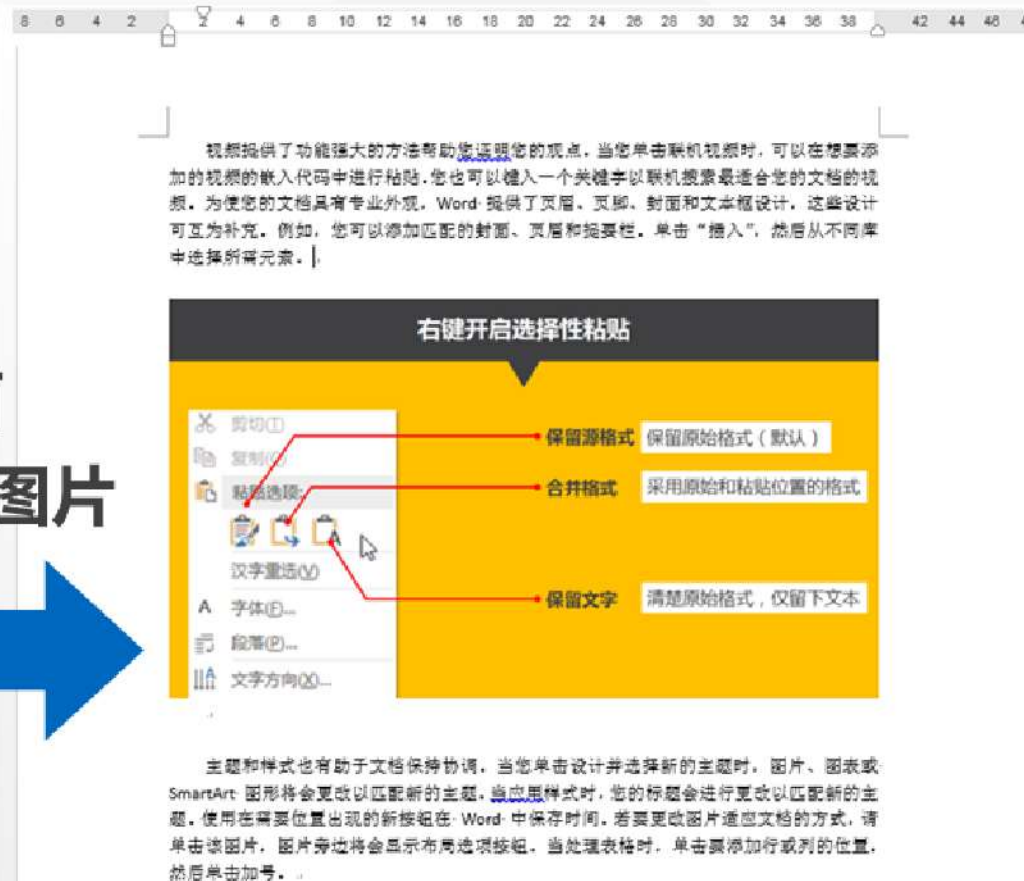 8 6 4 2 2 4 6 8 10 12 14 16 18 20 22 24 26 28 30 32 34 36 38 42 44 46
视频提供了功能强大的方法帮助您证明您的观点。当您单击联机视频时，可以在想要添
加的视频的嵌入代码中进行粘贴。您也可以键入一个关键字以联机搜索最适合您的文档的视
频。为使您的文档具有专业外观，Word 提供了页眉、页脚、封面和文本框设计，这些设计
可互为补充。例如，您可以添加匹配的封面、页眉和提要栏。单击“插入”，然后从不同库
中选择所需元素。
右键开启选择性粘贴
剪切(T)
复制(C)
粘贴选项:
汉字重选(V)
A 字体(F)...
段落(P)...
文字方向(X)...
保留源格式 保留原始格式（默认）
合并格式 采用原始和粘贴位置的格式
保留文字 清楚原始格式，仅留下文本
图片
主题和样式也有助于文档保持协调。当您单击设计并选择新的主题时，图片、图表或
SmartArt 图形将会更改以匹配新的主题。当应用样式时，您的标题会进行更改以匹配新的主
题。使用在需要位置出现的新按钮在 Word 中保存时间。若要更改图片适应文档的方式，请
单击该图片，图片旁边将会显示布局选项按钮。当处理表格时，单击要添加行或列的位置，
然后单击加号。